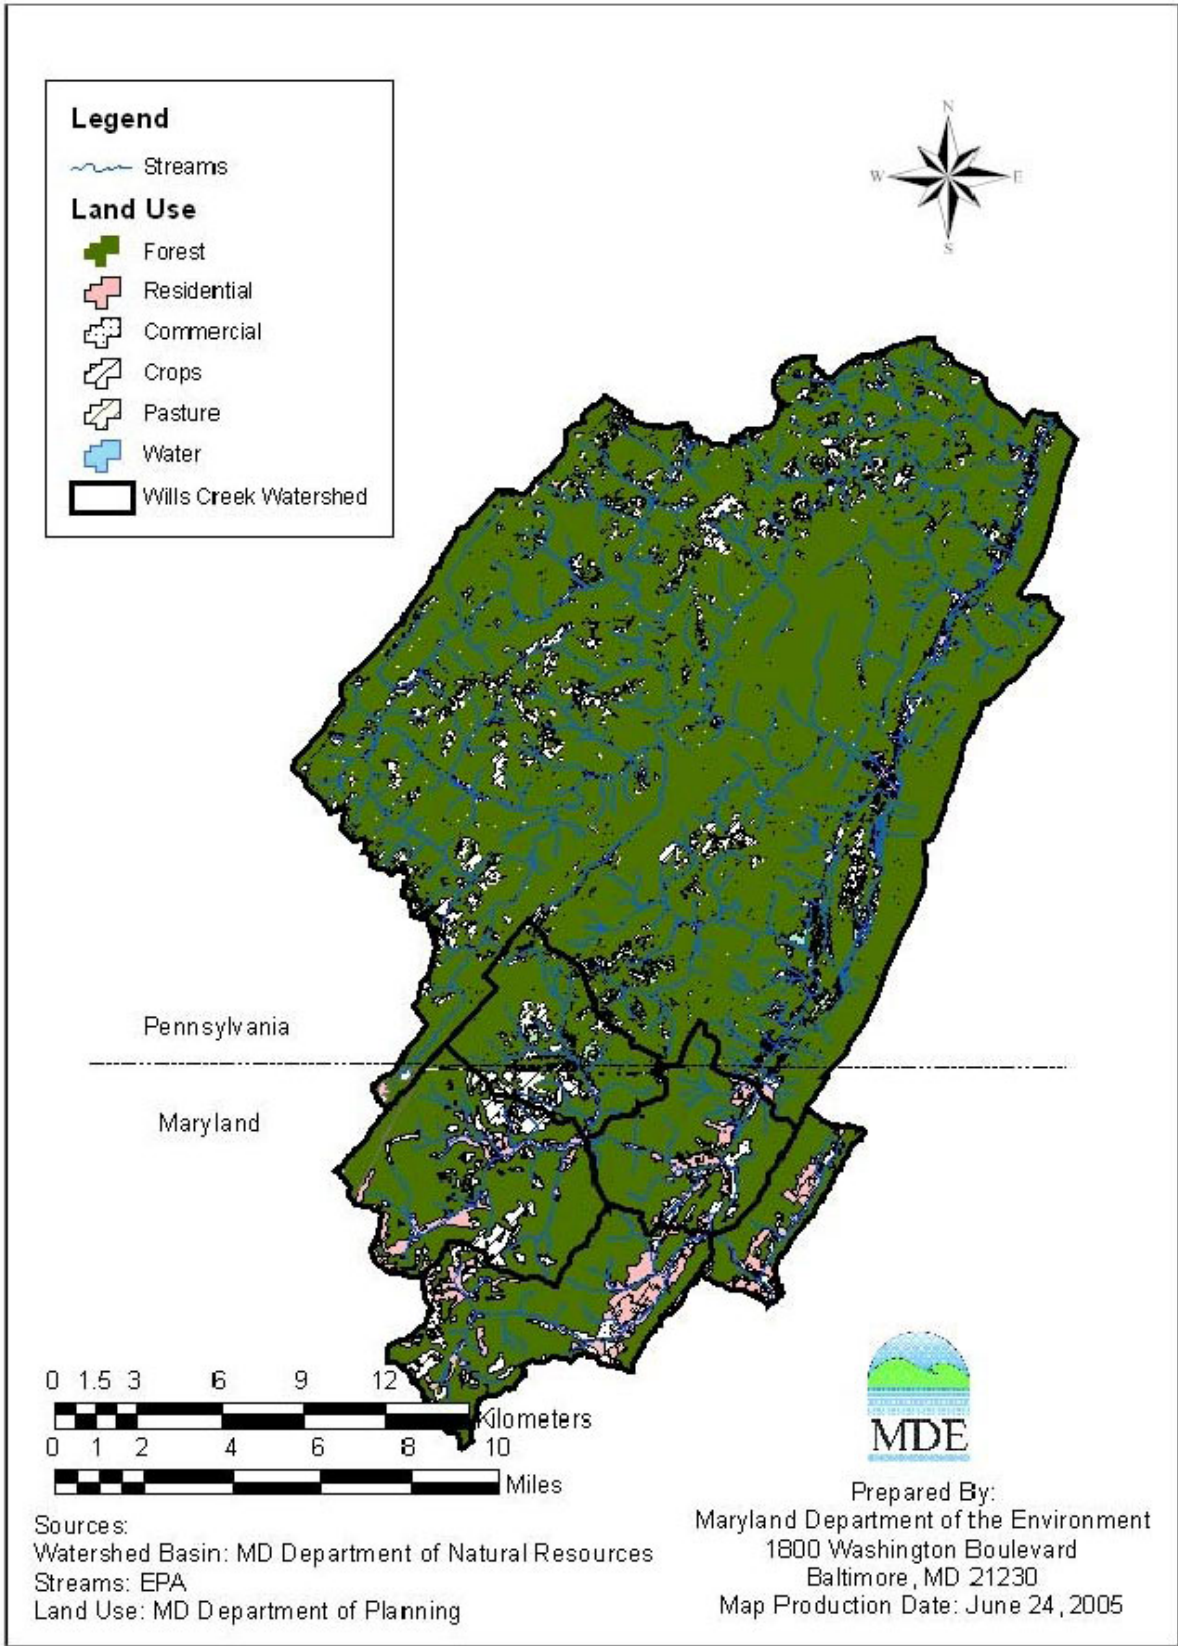 Legend
Streams
Land Use
Forest
Residential
Commercial
Crops
Pasture
Water
Wills Creek Watershed
N
W E
S
Pennsylvania
Maryland
0 1.5 3 6 9 12
Kilometers
0 1 2 4 6 8 10
Miles
MDE
Sources:
Watershed Basin: MD Department of Natural Resources
Streams: EPA
Land Use: MD Department of Planning
Prepared By:
Maryland Department of the Environment
1800 Washington Boulevard
Baltimore, MD 21230
Map Production Date: June 24, 2005